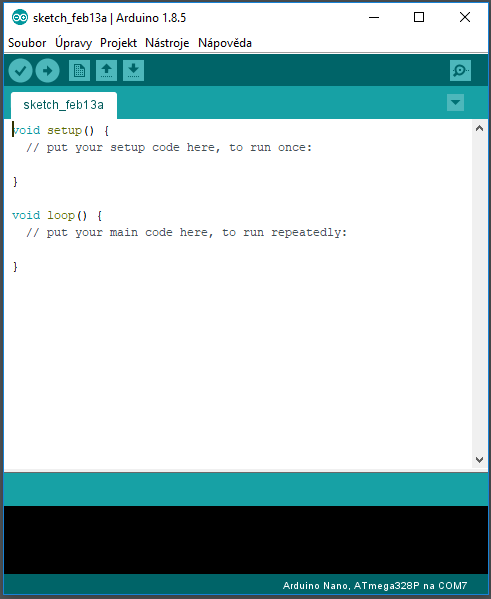 sketch_feb13a | Arduino 1.8.5
Soubor Úpravy Projekt Nástroje Nápověda
sketch_feb13a
void setup() {
  // put your setup code here, to run once:
}
void loop() {
  // put your main code here, to run repeatedly:
}
Arduino Nano, ATmega328P na COM7